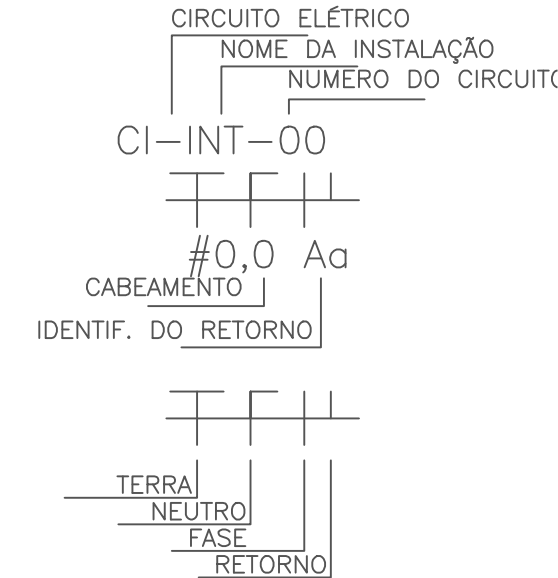 CIRCUITO ELÉTRICO
NOME DA INSTALAÇÃO
NUMERO DO CIRCUITO
CI-INT-00
#0,0 Aa
CABEAMENTO
IDENTIF. DO RETORNO
TERRA
NEUTRO
FASE
RETORNO